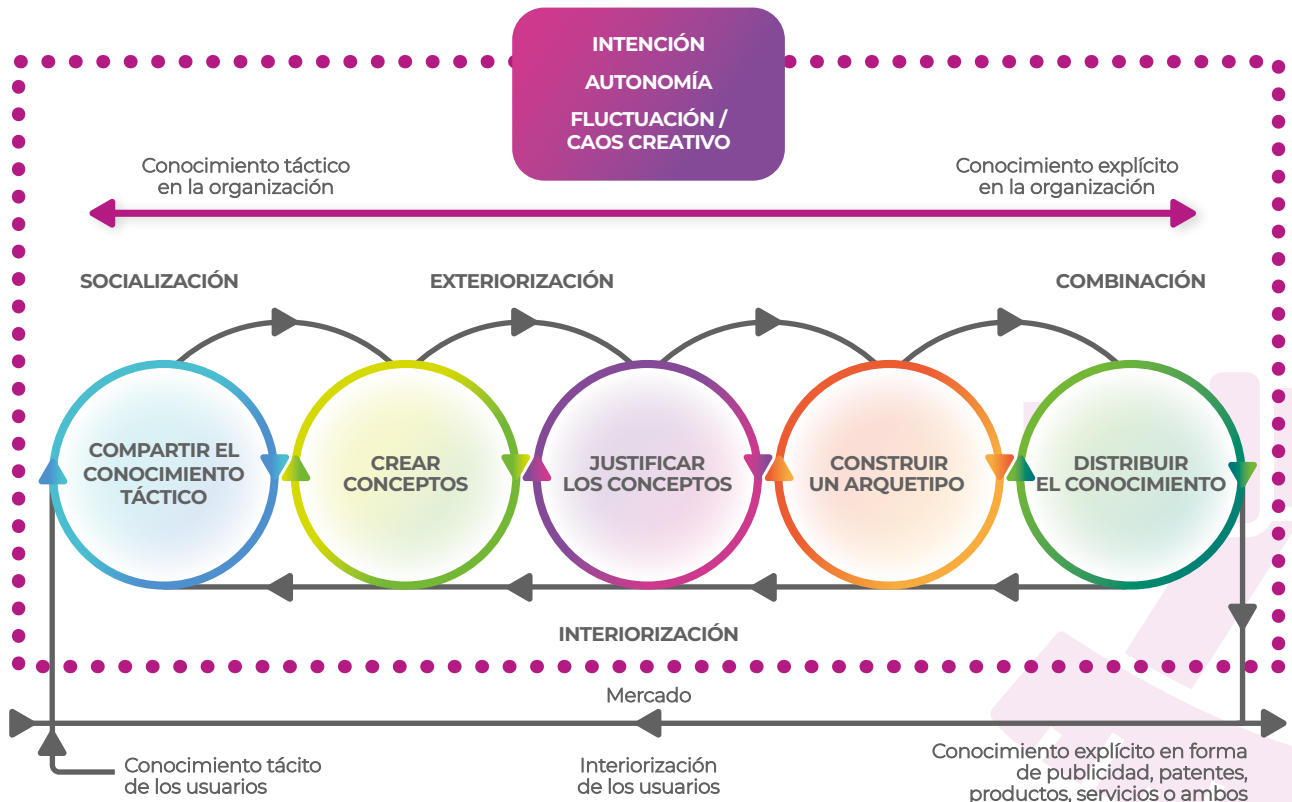 INTENCIÓN
AUTONOMÍA
FLUCTUACIÓN /
CAOS CREATIVO
Conocimiento táctico
en la organización
Conocimiento explícito
en la organización
SOCIALIZACIÓN
EXTERIORIZACIÓN
COMBINACIÓN
COMPARTIR EL
CONOCIMIENTO
TÁCTICO
CREAR
CONCEPTOS
JUSTIFICAR
LOS CONCEPTOS
CONSTRUIR
UN ARQUETIPO
DISTRIBUIR
EL CONOCIMIENTO
INTERIORIZACIÓN
Mercado
Conocimiento tácito
de los usuarios
Interiorización
de los usuarios
Conocimiento explícito en forma
de publicidad, patentes,
productos, servicios o ambos